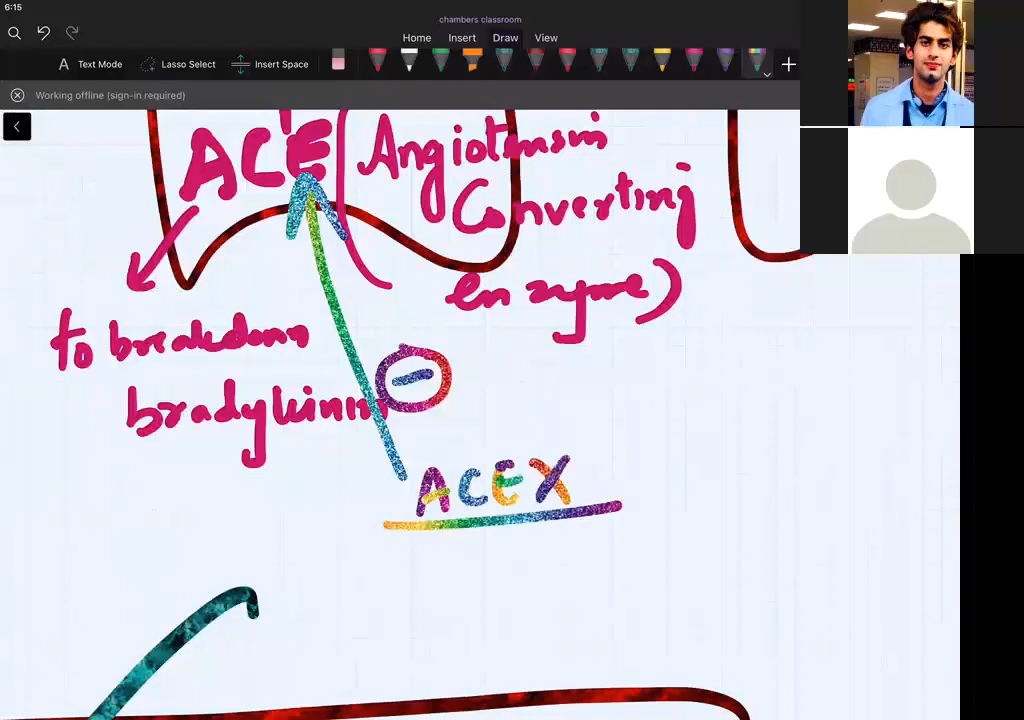 6:15
chambers classroom
Home Insert Draw View
Text Mode Lasso Select Insert Space
Working offline (sign-in required)
ACE (Angiotensin
Converting
enzyme)
to breakdown
bradykinin
ACEX